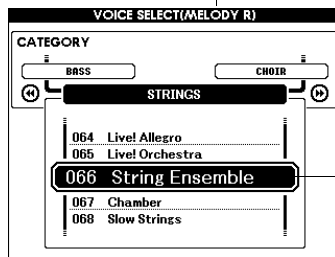 VOICE SELECT(MELODY R)
CATEGORY
BASS CHOIR
STRINGS
064 Live! Allegro
065 Live! Orchestra
066 String Ensemble
067 Chamber
068 Slow Strings